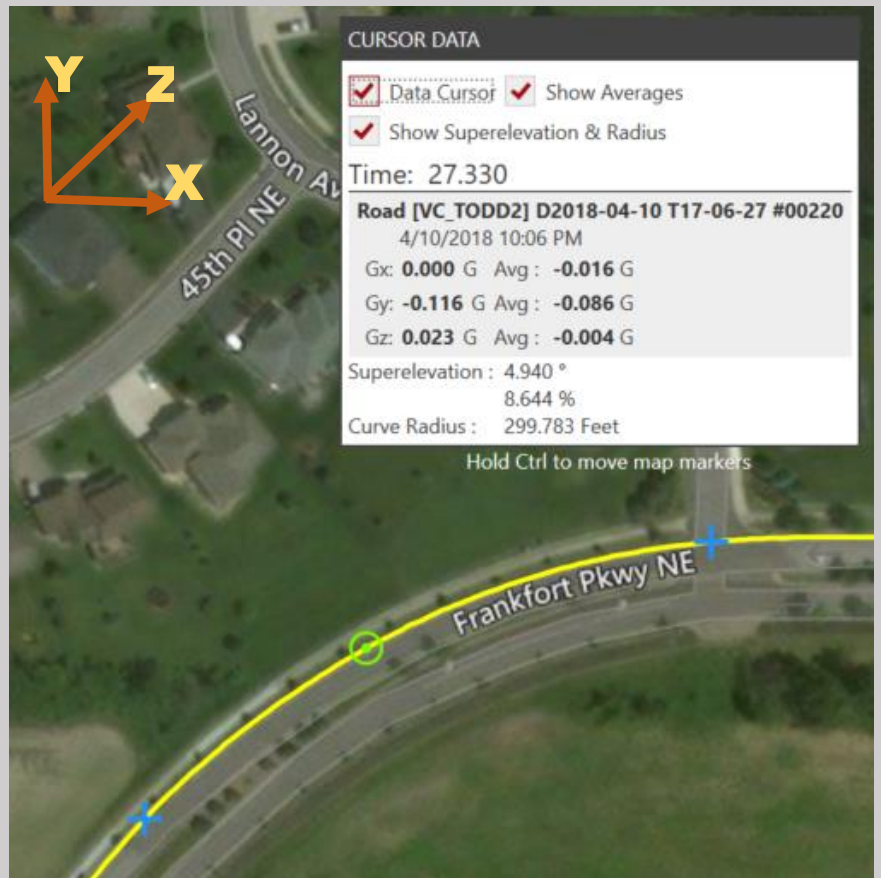 CURSOR DATA
Data Cursor Show Averages
Show Superelevation & Radius
Time: 27.330
Road [VC_TODD2] D2018-04-10 T17-06-27 #00220
4/10/2018 10:06 PM
Gx: 0.000 G Avg : -0.016 G
Gy: -0.116 G Avg : -0.086 G
Gz: 0.023 G Avg : -0.004 G
Superelevation : 4.940 °
8.644 %
Curve Radius : 299.783 Feet
Hold Ctrl to move map markers
Y
Z
X
Lannon Av
45th Pl NE
Frankfort Pkwy NE